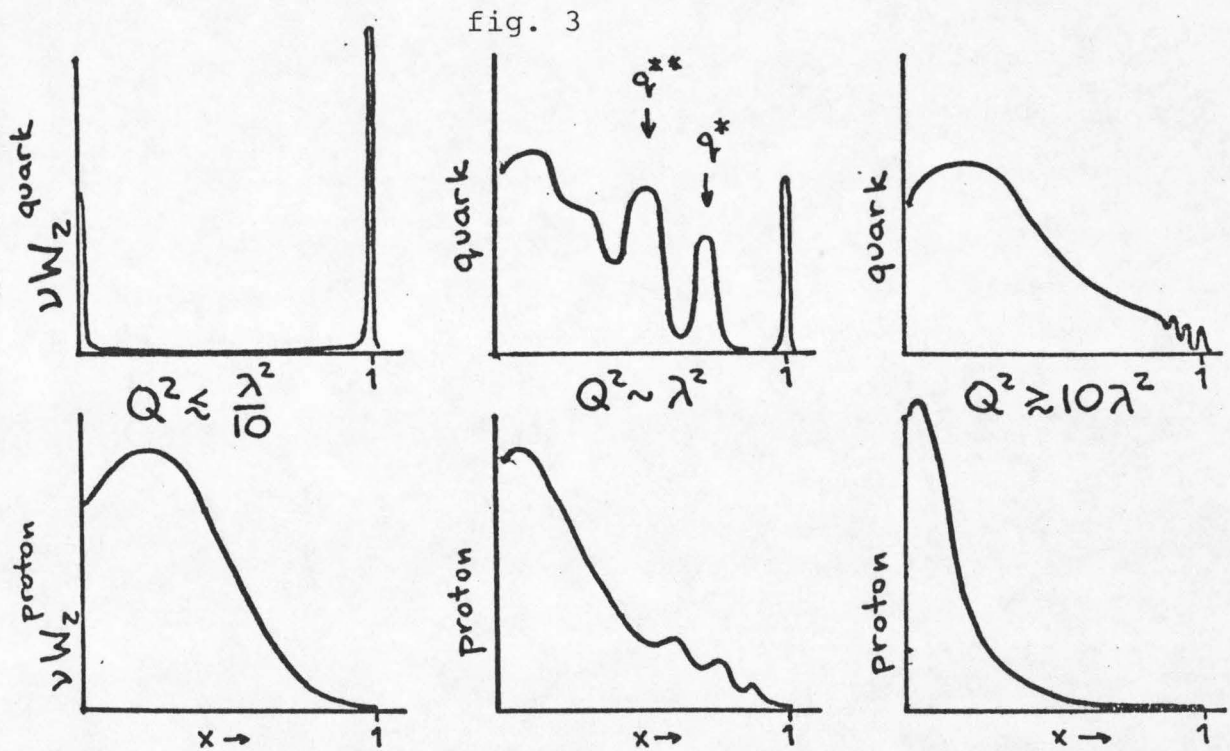 fig. 3
νW₂ quark
quark
q**
q*
quark
1
1
1
Q² ≲ λ²/10
Q² ~ λ²
Q² ≳ 10λ²
νW₂ proton
proton
proton
x → 1
x → 1
x → 1